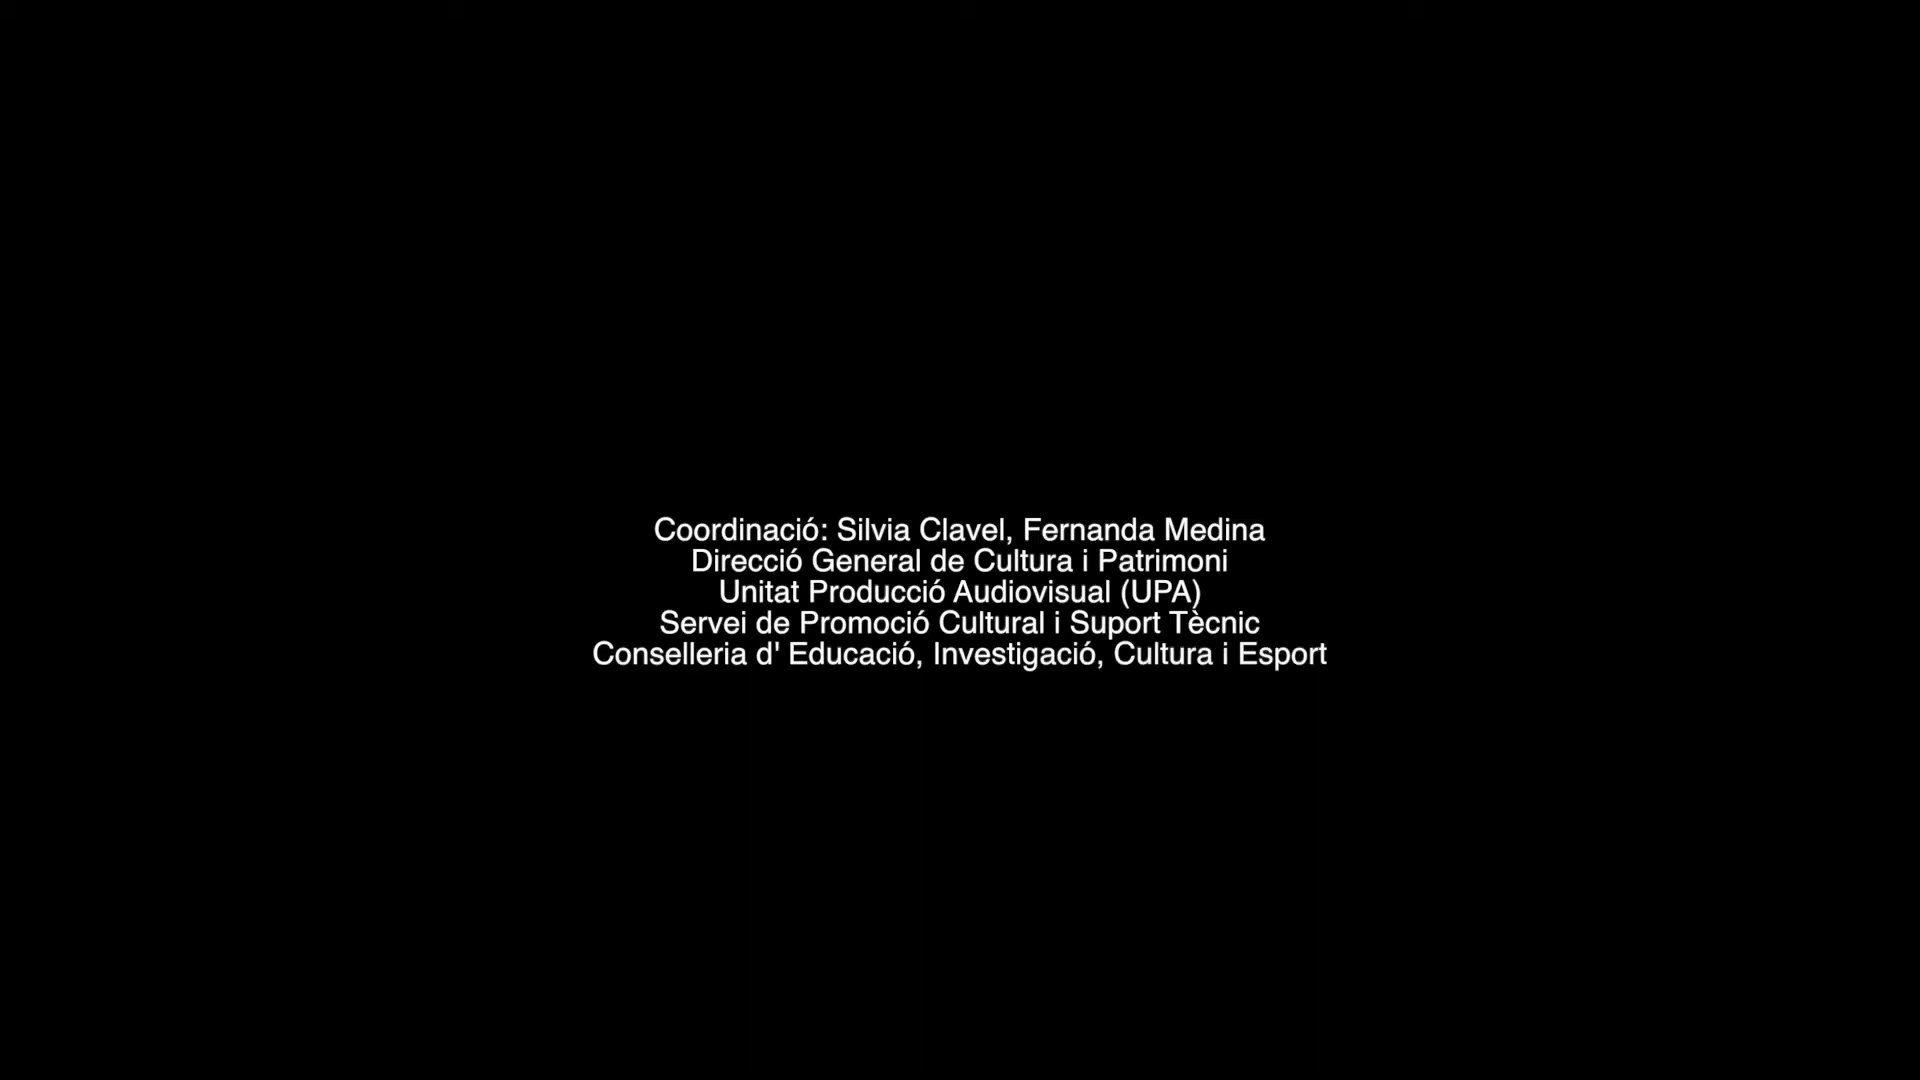 Coordinació: Silvia Clavel, Fernanda Medina
Direcció General de Cultura i Patrimoni
Unitat Producció Audiovisual (UPA)
Servei de Promoció Cultural i Suport Tècnic
Conselleria d' Educació, Investigació, Cultura i Esport